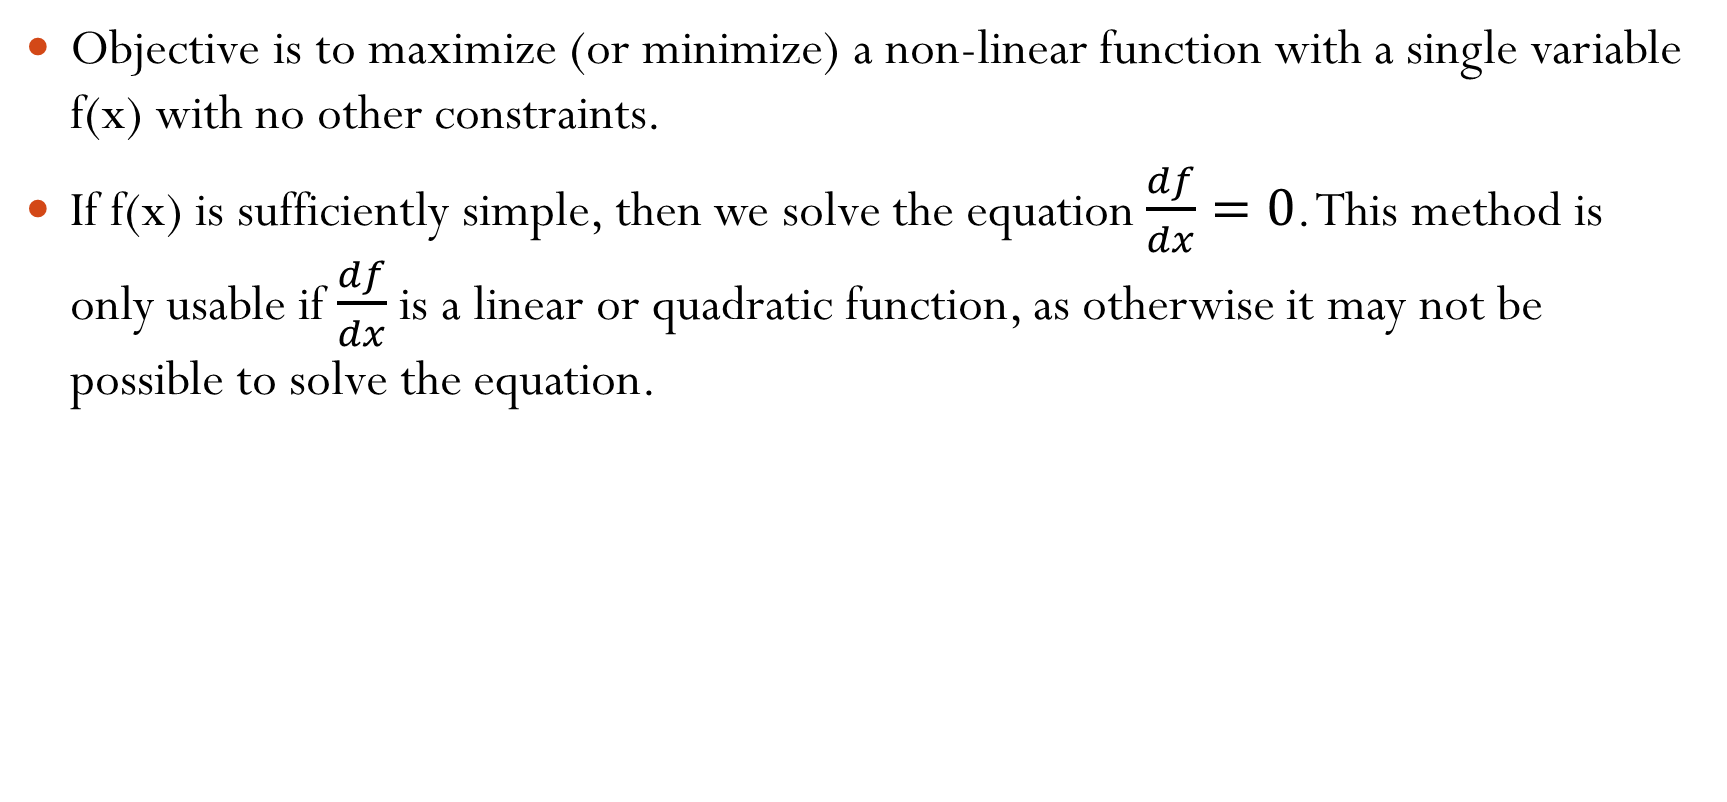 • Objective is to maximize (or minimize) a non-linear function with a single variable
f(x) with no other constraints.
• If f(x) is sufficiently simple, then we solve the equation df/dx = 0. This method is
only usable if df/dx is a linear or quadratic function, as otherwise it may not be
possible to solve the equation.